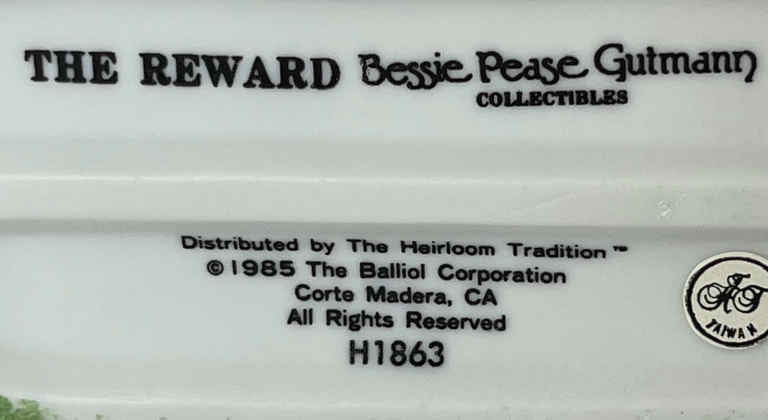 THE REWARD Bessie Pease Gutmann
COLLECTIBLES
Distributed by The Heirloom Tradition™
© 1985 The Balliol Corporation
Corte Madera, CA
All Rights Reserved
H1863
TAIWAN